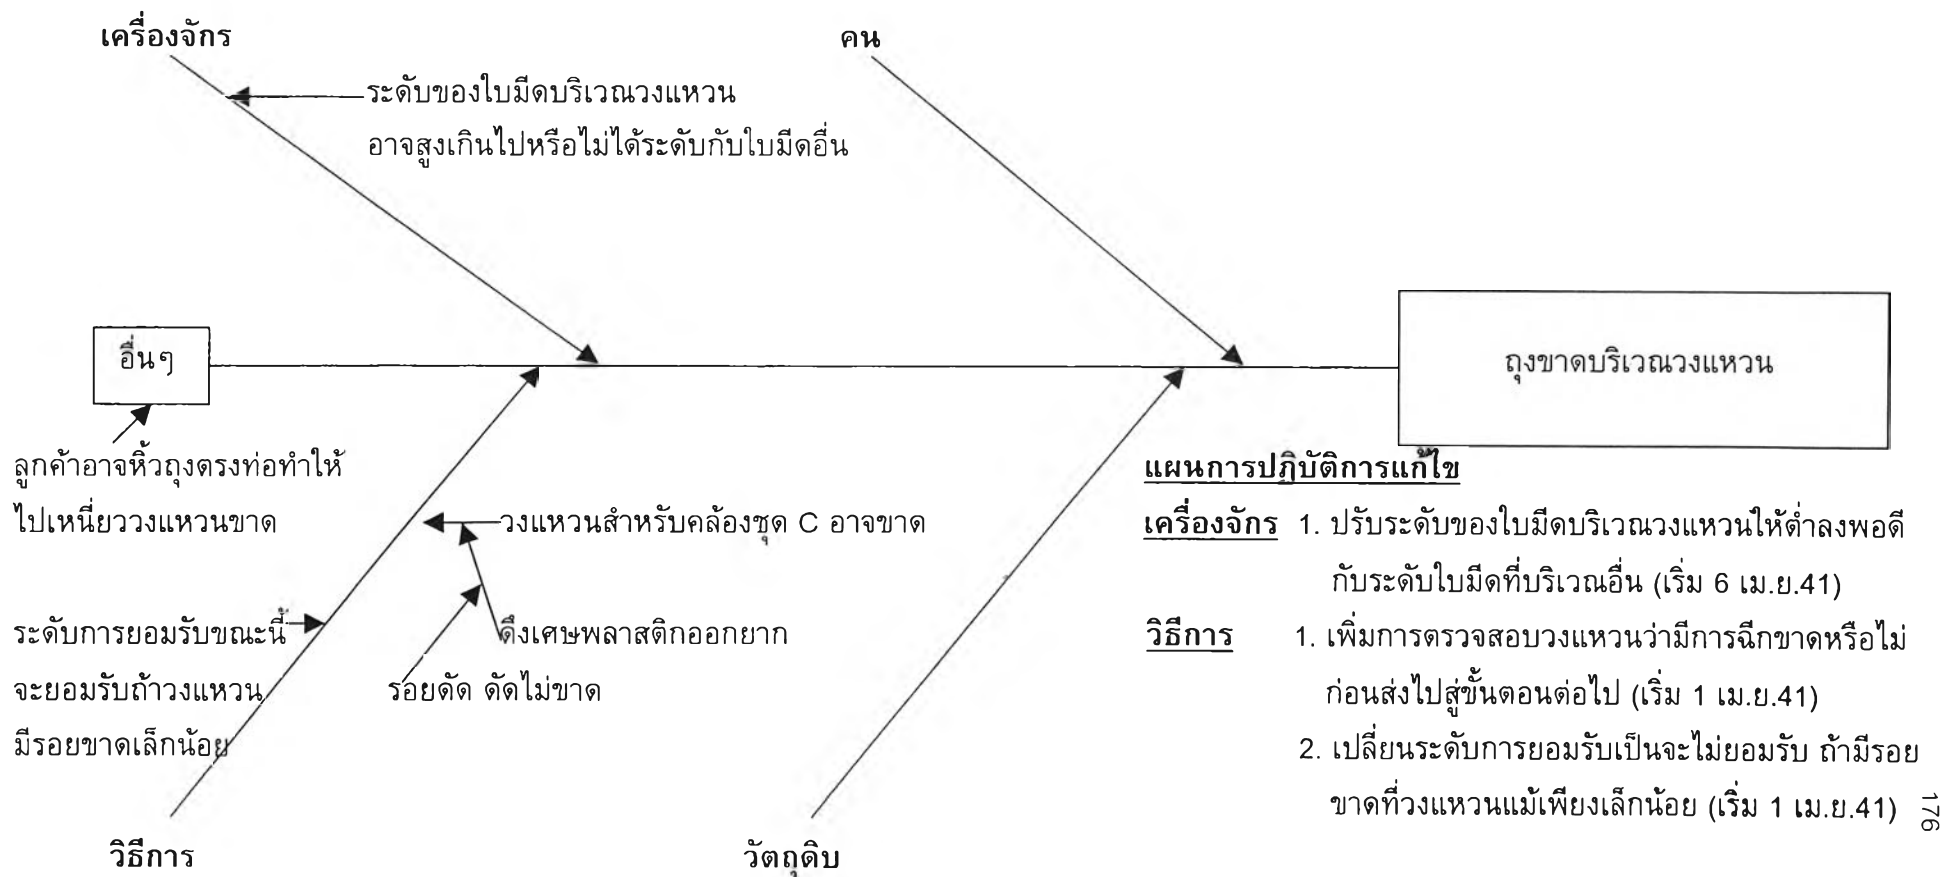 เครื่องจักร
คน
ระดับของใบมีดบริเวณวงแหวน
อาจสูงเกินไปหรือไม่ได้ระดับกับใบมีดอื่น
อื่นๆ
ถุงขาดบริเวณวงแหวน
ลูกค้าอาจหิ้วถุงตรงท่อทำให้
ไปเหนี่ยววงแหวนขาด
วงแหวนสำหรับคล้องชุด C อาจขาด
ระดับการยอมรับขณะนี้
จะยอมรับถ้าวงแหวน
มีรอยขาดเล็กน้อย
ดึงเศษพลาสติกออกยาก
รอยตัด ตัดไม่ขาด
แผนการปฏิบัติการแก้ไข
เครื่องจักร 1. ปรับระดับของใบมีดบริเวณวงแหวนให้ต่ำลงพอดี
กับระดับใบมีดที่บริเวณอื่น (เริ่ม 6 เม.ย.41)
วิธีการ 1. เพิ่มการตรวจสอบวงแหวนว่ามีการฉีกขาดหรือไม่
ก่อนส่งไปสู่ขั้นตอนต่อไป (เริ่ม 1 เม.ย.41)
2. เปลี่ยนระดับการยอมรับเป็นจะไม่ยอมรับ ถ้ามีรอย
ขาดที่วงแหวนแม้เพียงเล็กน้อย (เริ่ม 1 เม.ย.41)
วิธีการ
วัตถุดิบ
176